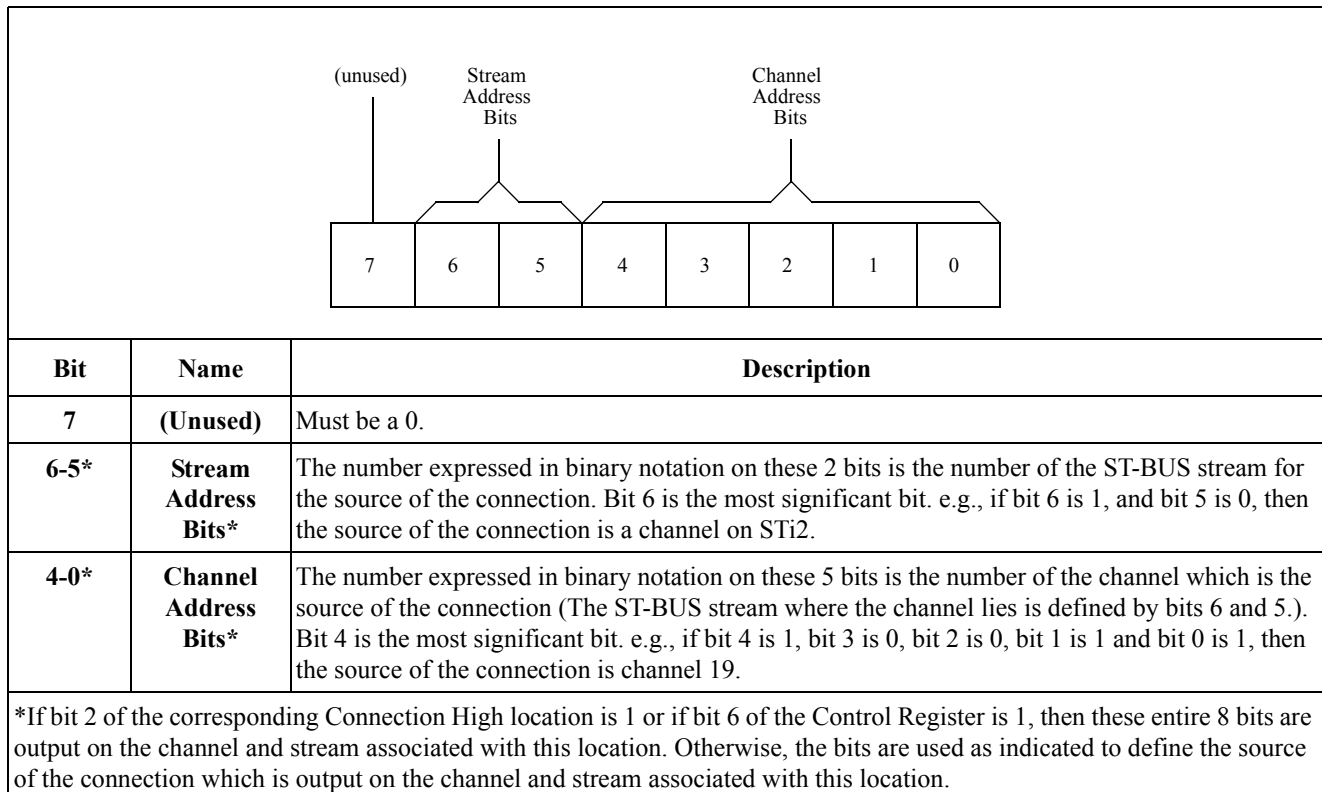 (unused)
Stream
Address
Bits
Channel
Address
Bits
7 6 5 4 3 2 1 0
Bit Name Description
7 (Unused) Must be a 0.
6-5* Stream Address Bits* The number expressed in binary notation on these 2 bits is the number of the ST-BUS stream for
the source of the connection. Bit 6 is the most significant bit. e.g., if bit 6 is 1, and bit 5 is 0, then
the source of the connection is a channel on STi2.
4-0* Channel Address Bits* The number expressed in binary notation on these 5 bits is the number of the channel which is the
source of the connection (The ST-BUS stream where the channel lies is defined by bits 6 and 5.).
Bit 4 is the most significant bit. e.g., if bit 4 is 1, bit 3 is 0, bit 2 is 0, bit 1 is 1 and bit 0 is 1, then
the source of the connection is channel 19.
*If bit 2 of the corresponding Connection High location is 1 or if bit 6 of the Control Register is 1, then these entire 8 bits are
output on the channel and stream associated with this location. Otherwise, the bits are used as indicated to define the source
of the connection which is output on the channel and stream associated with this location.